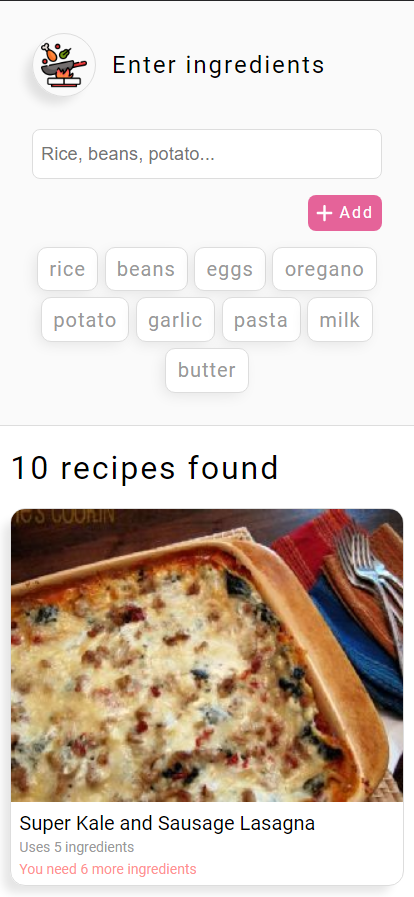 Enter ingredients
Rice, beans, potato...
+ Add
rice beans eggs oregano
potato garlic pasta milk
butter
10 recipes found
COOKIN
Super Kale and Sausage Lasagna
Uses 5 ingredients
You need 6 more ingredients